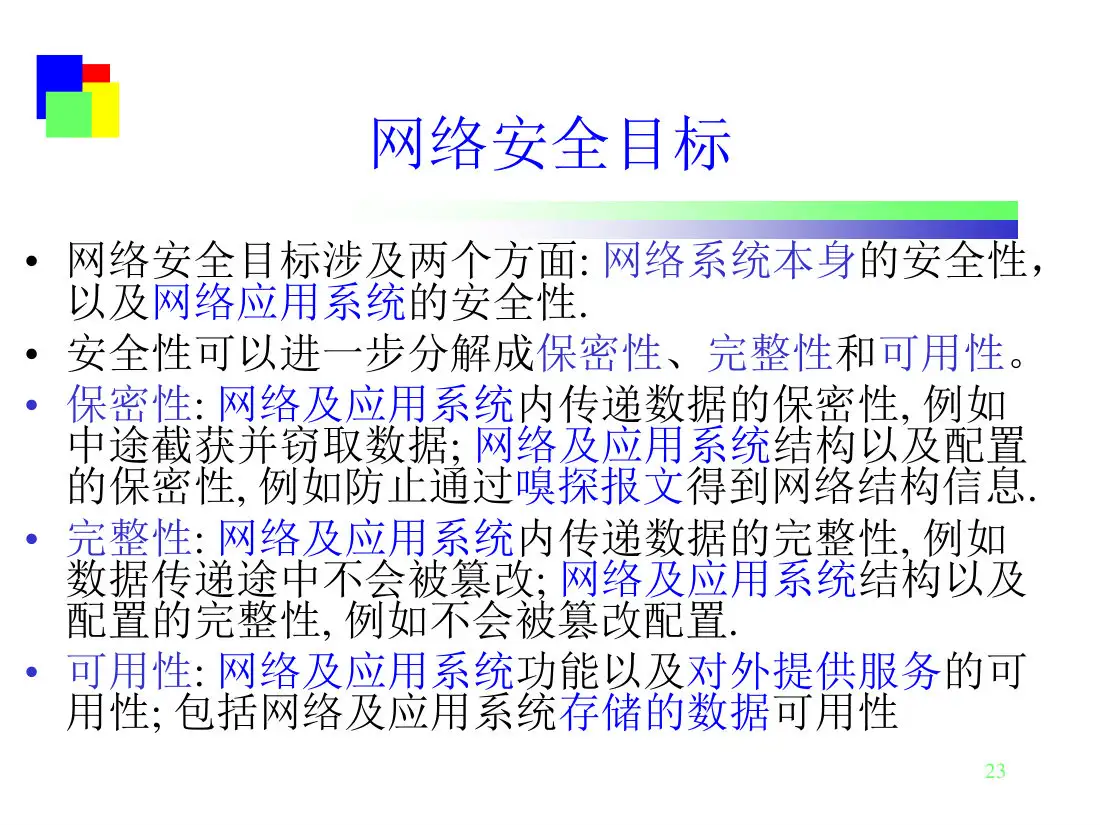 网络安全目标
• 网络安全目标涉及两个方面: 网络系统本身的安全性,
以及网络应用系统的安全性.
• 安全性可以进一步分解成保密性、完整性和可用性。
• 保密性: 网络及应用系统内传递数据的保密性, 例如
中途截获并窃取数据; 网络及应用系统结构以及配置
的保密性, 例如防止通过嗅探报文得到网络结构信息.
• 完整性: 网络及应用系统内传递数据的完整性, 例如
数据传递途中不会被篡改; 网络及应用系统结构以及
配置的完整性, 例如不会被篡改配置.
• 可用性: 网络及应用系统功能以及对外提供服务的可
用性; 包括网络及应用系统存储的数据可用性
23